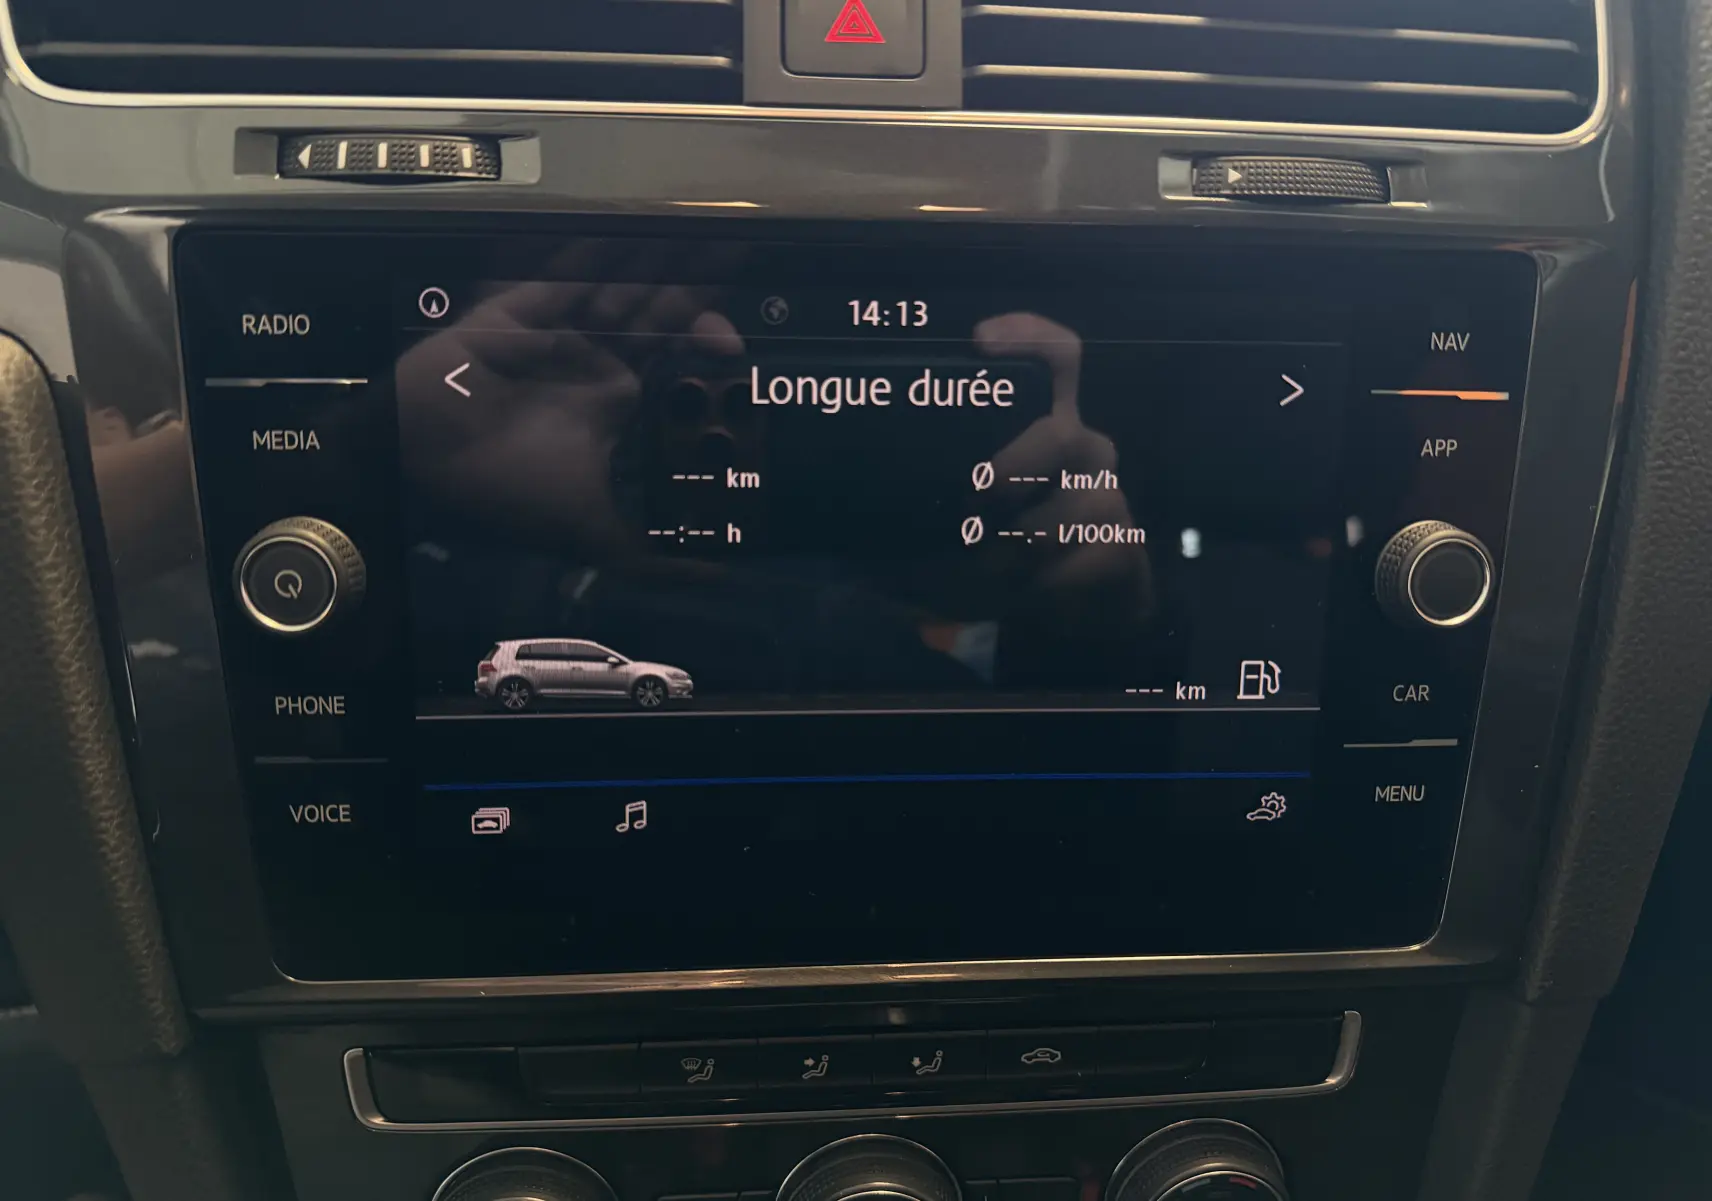 RADIO
MEDIA
PHONE
VOICE
14:13
< Longue durée >
--- km
Ø --- km/h
--:-- h
Ø --.- l/100km
--- km
NAV
APP
CAR
MENU